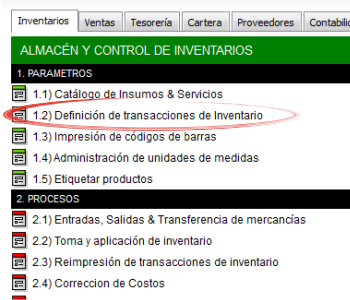 Inventarios Ventas Tesorería Cartera Proveedores
ALMACÉN Y CONTROL DE INVENTARIOS
1. PARAMETROS
1.1) Catálogo de Insumos & Servicios
1.2) Definición de transacciones de Inventario
1.3) Impresión de códigos de barras
1.4) Administración de unidades de medidas
1.5) Etiquetar productos
2. PROCESOS
2.1) Entradas, Salidas & Transferencia de mercancías
2.2) Toma y aplicación de inventario
2.3) Reimpresión de transacciones de inventario
2.4) Correccion de Costos